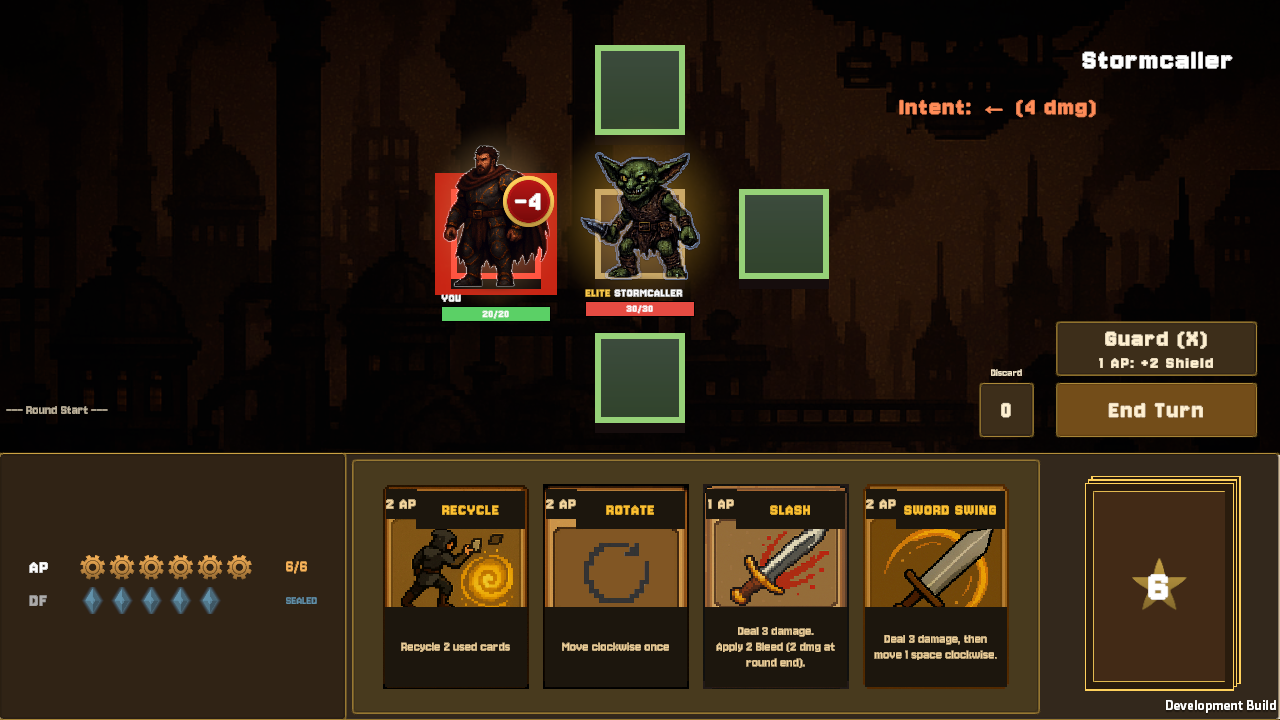 Stormcaller
Intent: ← (4 dmg)
-4
YOU
20/20
ELITE STORMCALLER
30/30
Guard (X)
1 AP: +2 Shield
Discard
0
End Turn
--- Round Start ---
AP
6/6
DF
SEALED
2 AP
RECYCLE
Recycle 2 used cards
2 AP
ROTATE
Move clockwise once
1 AP
SLASH
Deal 3 damage.
Apply 2 Bleed (2 dmg at
round end).
2 AP
SWORD SWING
Deal 3 damage, then
move 1 space clockwise.
6
Development Build